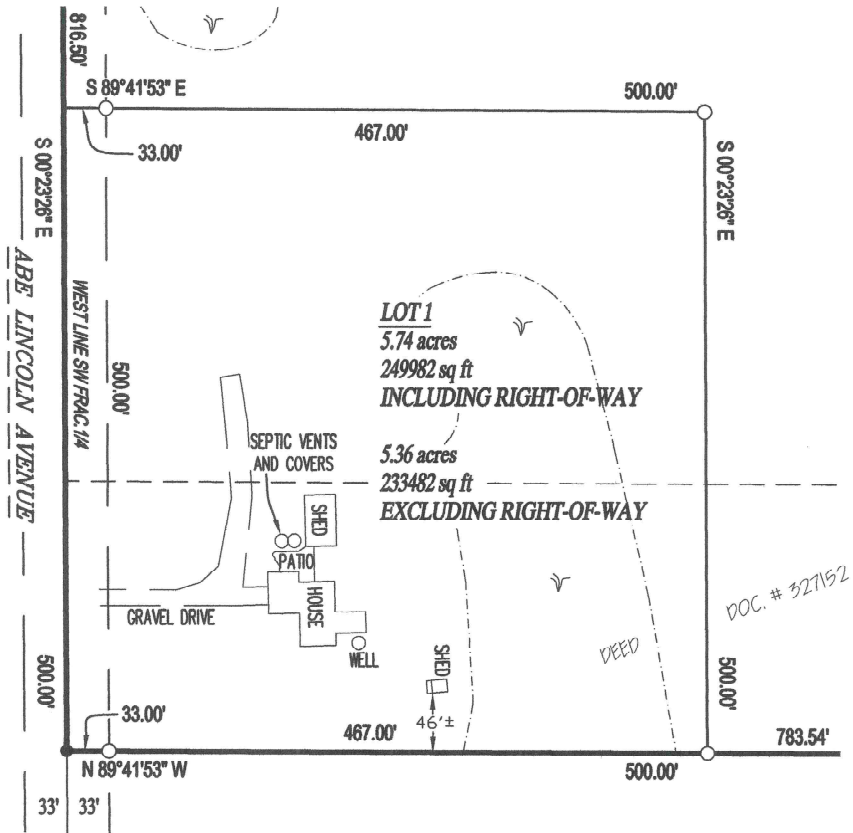 816.50'
S 89°41'53" E
500.00'
467.00'
33.00'
S 00°23'26" E
S 00°23'26" E
ABE LINCOLN AVENUE
WEST LINE SW FRAC. 1/4
500.00'
LOT 1
5.74 acres
249982 sq ft
INCLUDING RIGHT-OF-WAY
5.36 acres
233482 sq ft
EXCLUDING RIGHT-OF-WAY
SEPTIC VENTS
AND COVERS
SHED
PATIO
HOUSE
GRAVEL DRIVE
WELL
SHED
46'±
DEED
DOC. # 327152
500.00'
500.00'
33.00'
467.00'
783.54'
N 89°41'53" W
500.00'
33'
33'